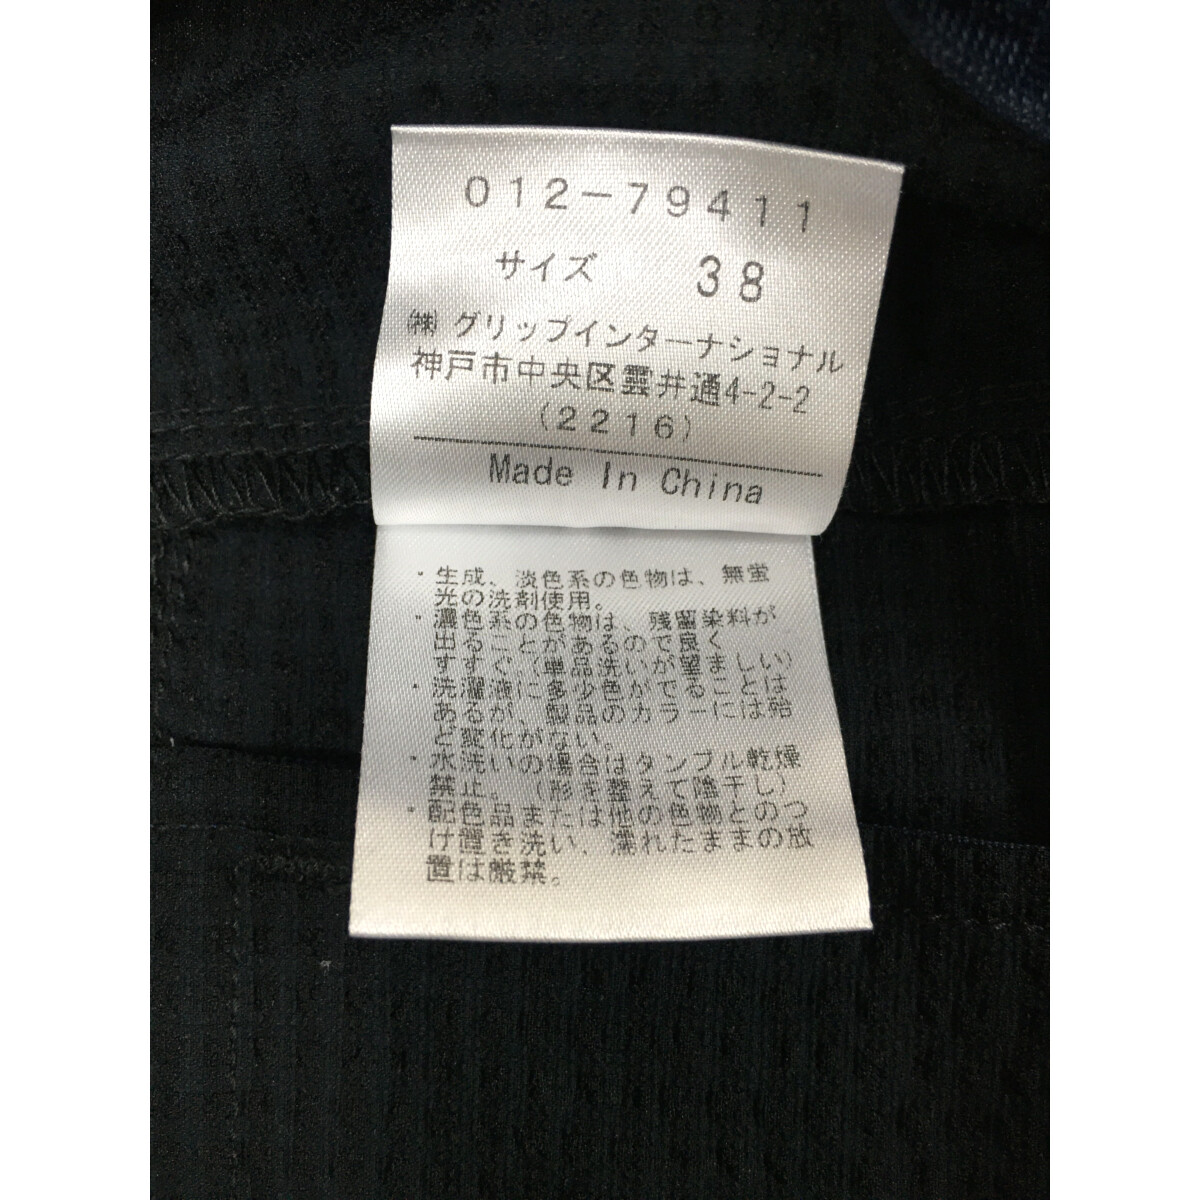 012-79411
サイズ 38
㈱ グリップインターナショナル
神戸市中央区雲井通4-2-2
(2216)
Made In China
・生成、淡色系の色物は、無蛍
光の洗剤使用。
・濃色系の色物は、残留染料が
出ることがあるので良く
すすぐ(単品洗いが望ましい)
・洗濯液に多少色がでることは
あるが、製品のカラーには殆
ど変化がない。
・水洗いの場合はタンブル乾燥
禁止。(形を整えて陰干し)
・配色品または他の色物とのつ
け置き洗い、濡れたままの放
置は厳禁。